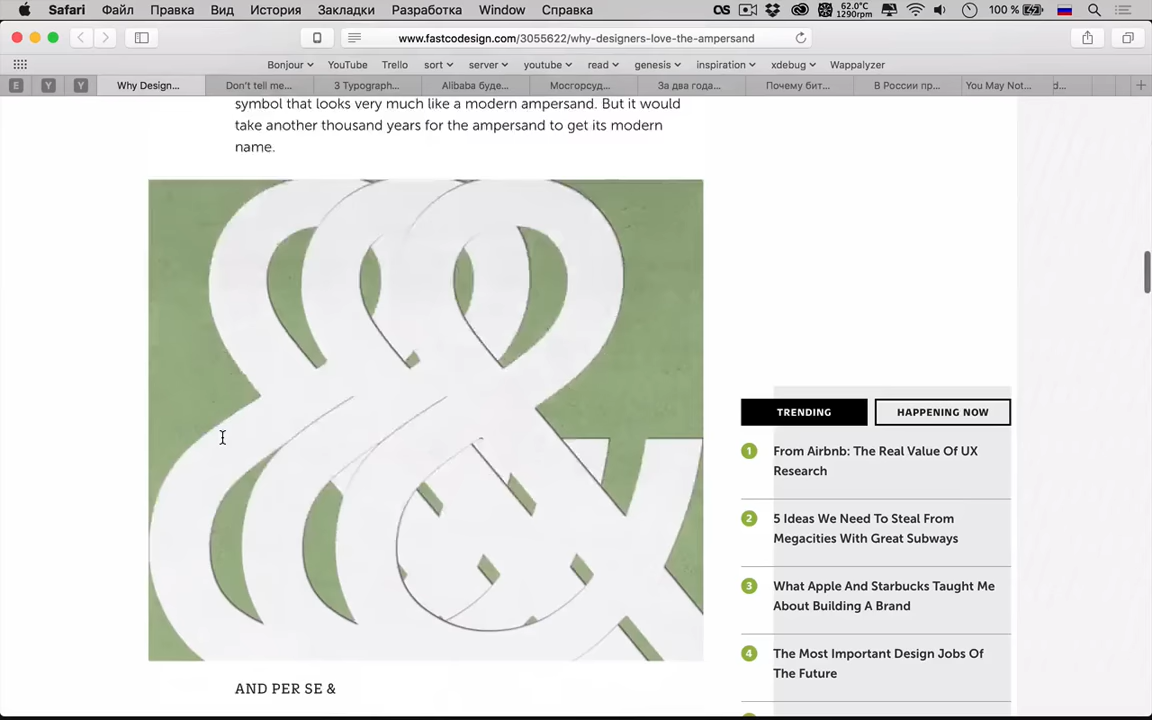 Safari Файл Правка Вид История Закладки Разработка Window Справка 62.0°C 1290rpm 100 %
www.fastcodesign.com/3055622/why-designers-love-the-ampersand
Bonjour YouTube Trello sort server youtube read genesis inspiration xdebug Wappalyzer
E Y Y Why Design... Don't tell me... 3 Typograph... Alibaba буде... Мосгорсуд... За два года... Почему бит... В России пр... You May Not... d...
symbol that looks very much like a modern ampersand. But it would
take another thousand years for the ampersand to get its modern
name.
&&&
TRENDING HAPPENING NOW
1 From Airbnb: The Real Value Of UX
Research
2 5 Ideas We Need To Steal From
Megacities With Great Subways
3 What Apple And Starbucks Taught Me
About Building A Brand
4 The Most Important Design Jobs Of
The Future
AND PER SE &